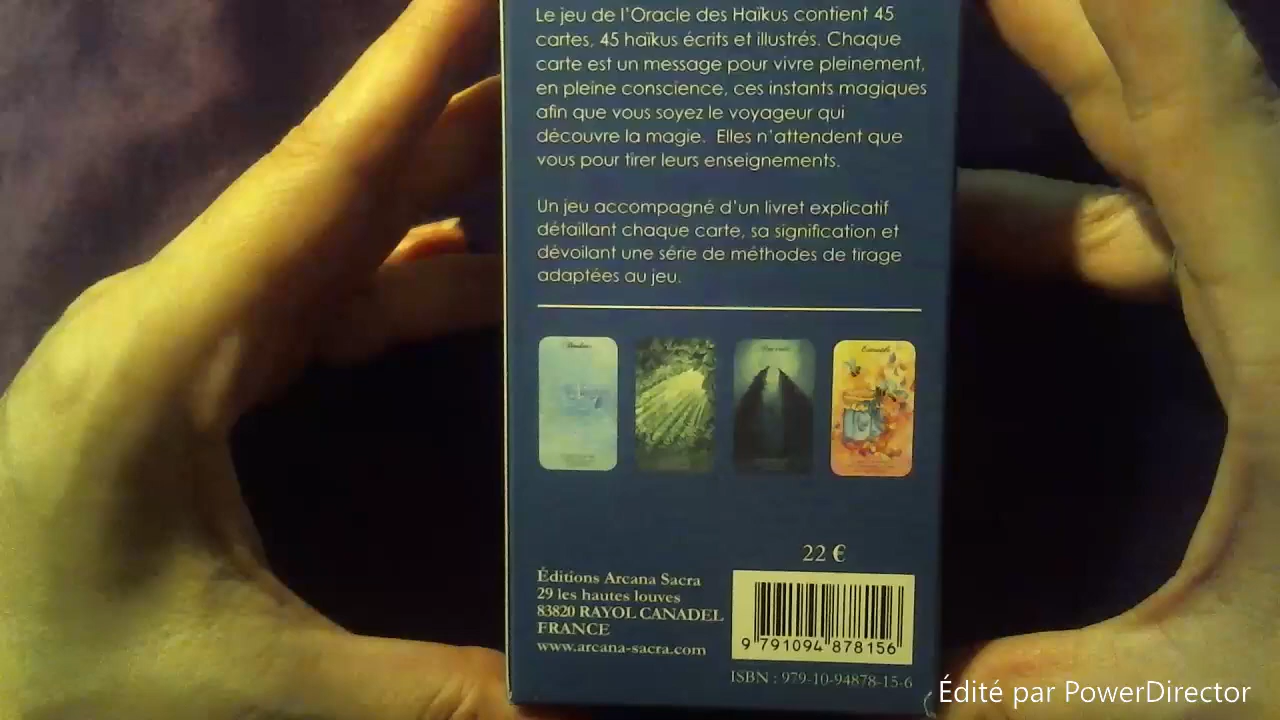 Le jeu de l'Oracle des Haïkus contient 45
cartes, 45 haïkus écrits et illustrés. Chaque
carte est un message pour vivre pleinement,
en pleine conscience, ces instants magiques
afin que vous soyez le voyageur qui
découvre la magie. Elles n'attendent que
vous pour tirer leurs enseignements.
Un jeu accompagné d'un livret explicatif
détaillant chaque carte, sa signification et
dévoilant une série de méthodes de tirage
adaptées au jeu.
22 €
Éditions Arcana Sacra
29 les hautes louves
83820 RAYOL CANADEL
FRANCE
www.arcana-sacra.com
9 791094 878156
ISBN : 979-10-94878-15-6
Édité par PowerDirector